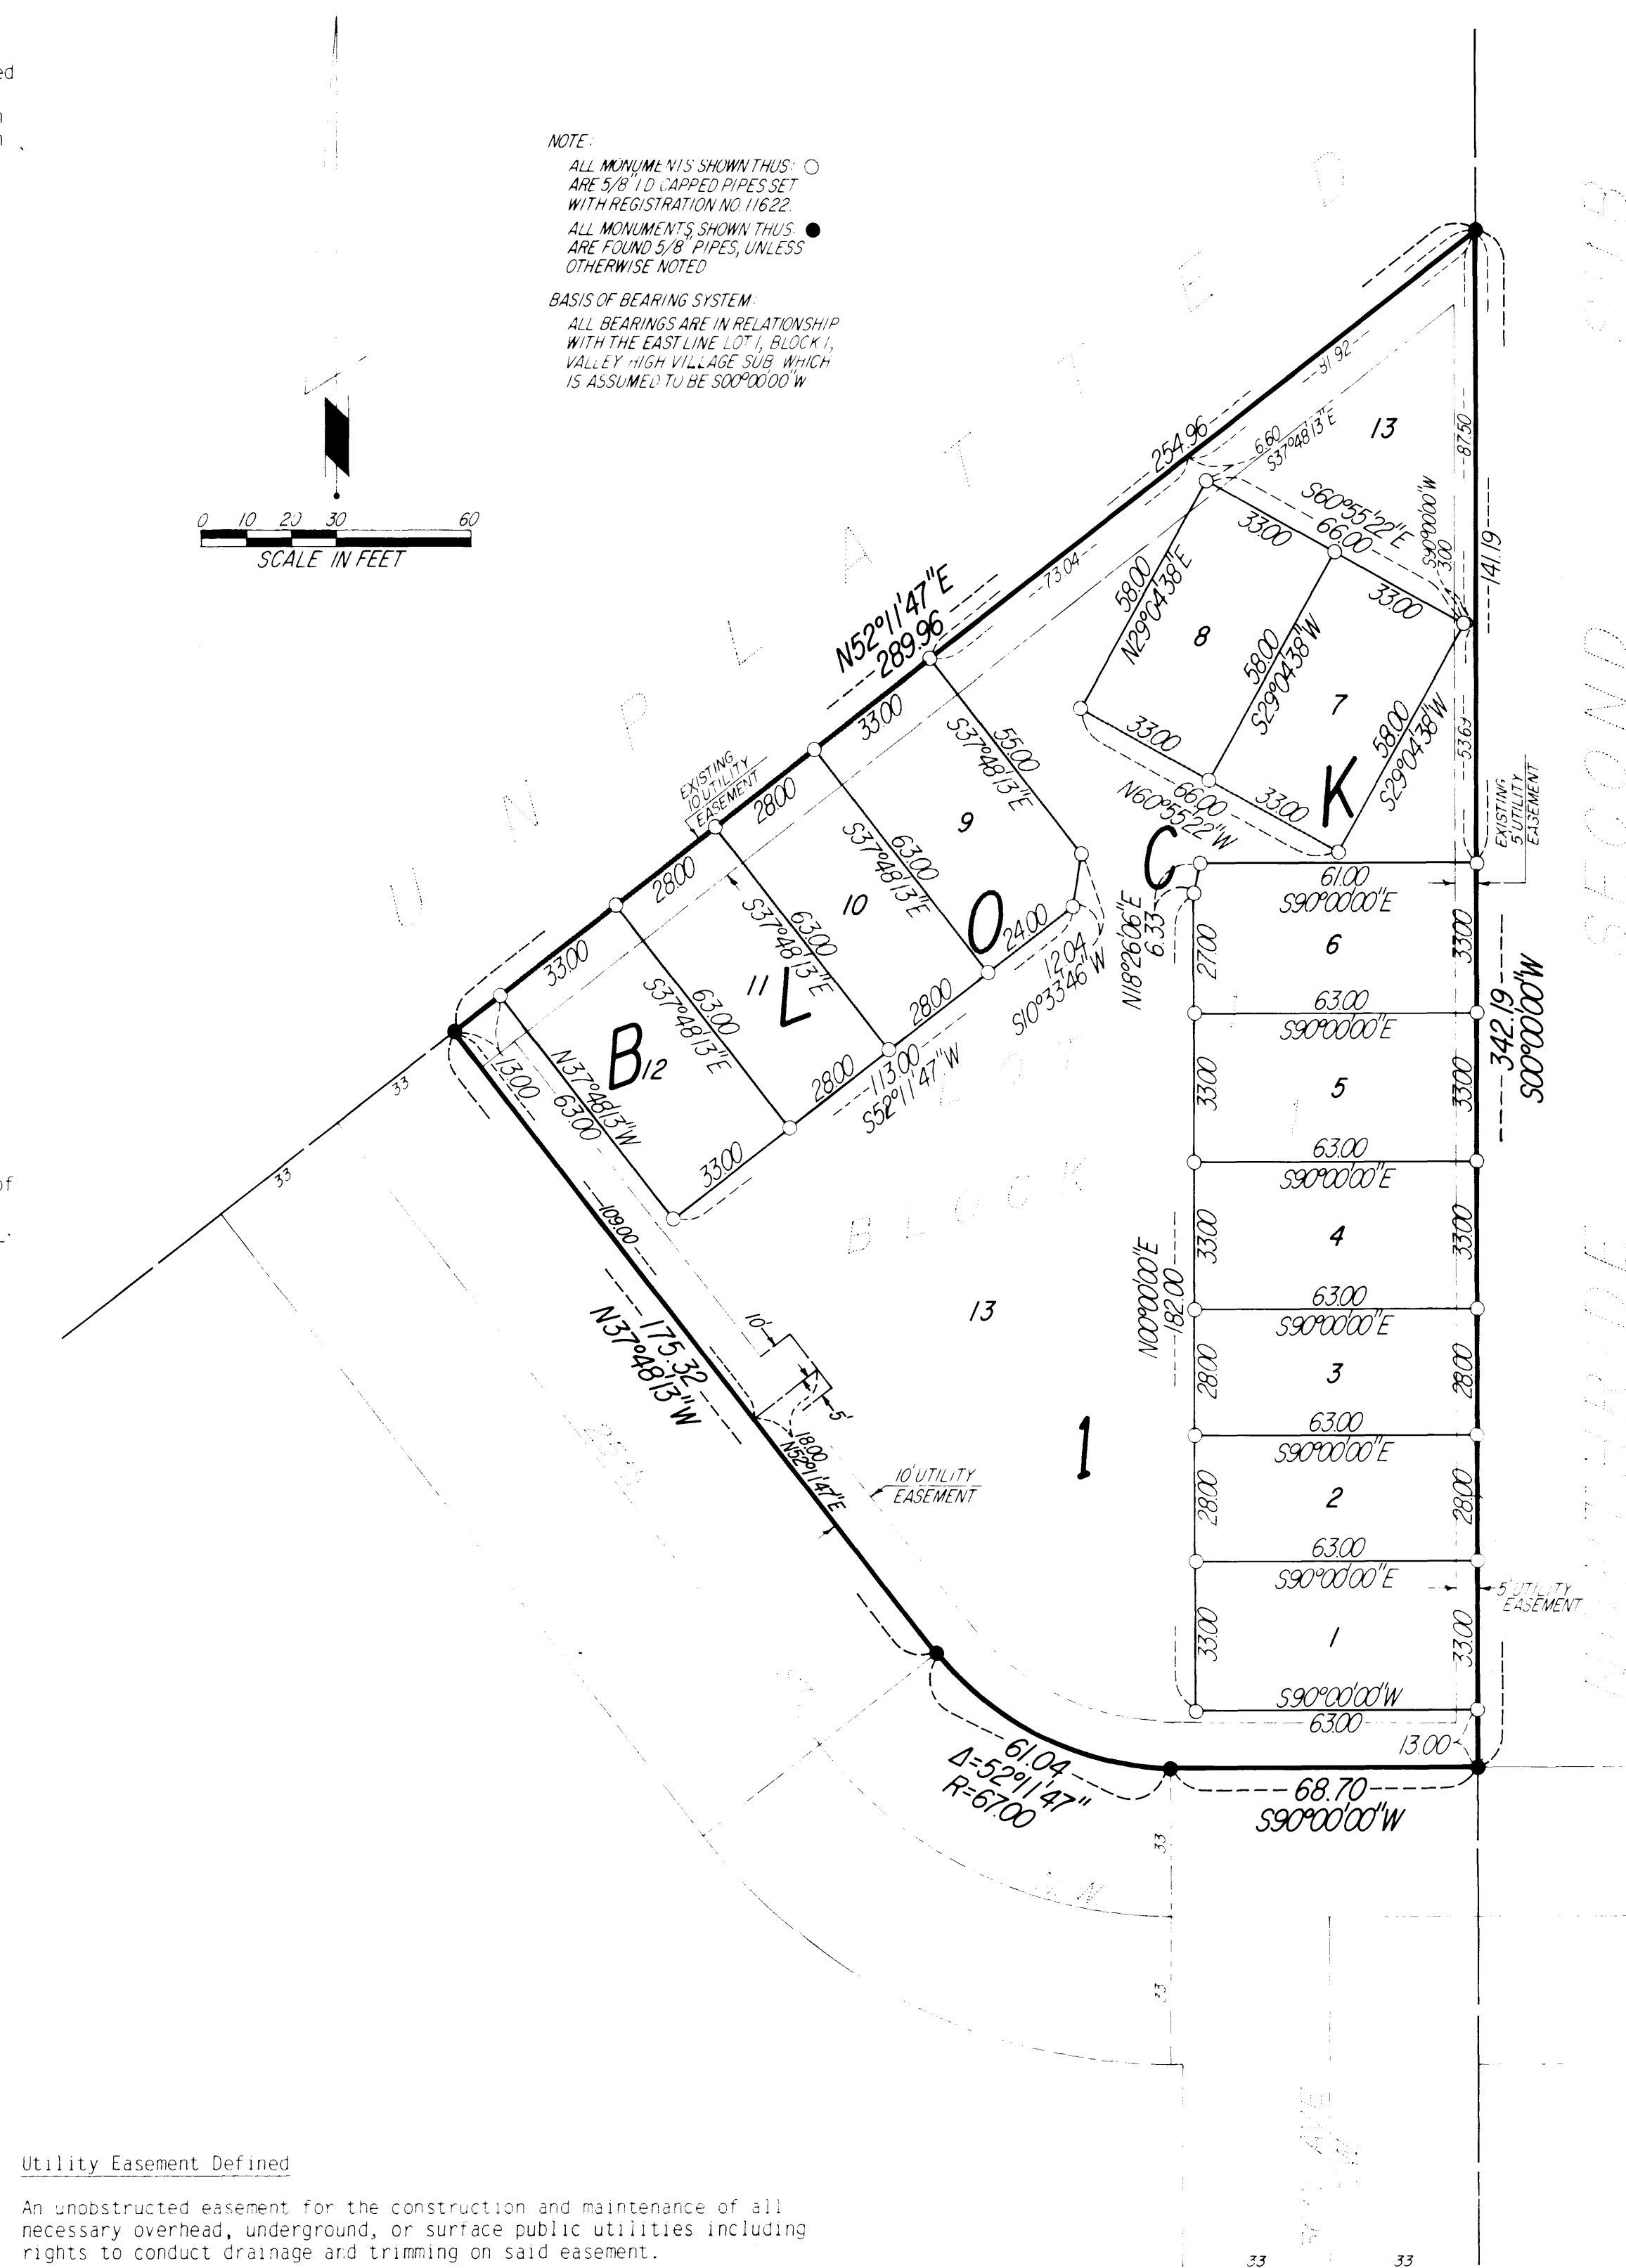 ed
NOTE:
ALL MONUMENTS SHOWN THUS:
ARE 5/8" I D CAPPED PIPES SET
WITH REGISTRATION NO. 11622.
ALL MONUMENTS SHOWN THUS:
ARE FOUND 5/8" PIPES, UNLESS
OTHERWISE NOTED
BASIS OF BEARING SYSTEM:
ALL BEARINGS ARE IN RELATIONSHIP
WITH THE EAST LINE LOT 1, BLOCK 1,
VALLEY HIGH VILLAGE SUB. WHICH
IS ASSUMED TO BE S00°00'00"W
0 10 20 30 60
SCALE IN FEET
UNPLATTED
SUB
SECOND
254.96
91.92
6.60
S37°48'13"E
13
87.50
S60°55'22"E
66.00
33.00
33.00
S90°00'00"W
3.00
141.19
73.04
N52°11'47"E
289.96
58.00
N29°04'38"E
8
58.00
S29°04'38"W
7
58.00
S29°04'38"W
53.69
33.00
33.00
66.00
N60°55'22"W
K
EXISTING
5' UTILITY
EASEMENT
EXISTING
10' UTILITY
EASEMENT
33.00
28.00
28.00
33.00
55.00
S37°48'13"E
9
63.00
S37°48'13"E
10
O
24.00
12.04
S10°33'46"W
C
N18°26'06"E
6.33
63.00
S37°48'13"E
11
L
63.00
S37°48'13"E
B
12
N37°48'13"W
63.00
13.00
28.00
28.00
33.00
113.00
S52°11'47"W
61.00
S90°00'00"E
6
27.00
33.00
63.00
S90°00'00"E
5
33.00
33.00
342.19
S00°00'00"W
63.00
S90°00'00"E
4
33.00
33.00
63.00
S90°00'00"E
N00°00'00"E
182.00
3
28.00
28.00
63.00
S90°00'00"E
2
28.00
28.00
63.00
S90°00'00"E
5' UTILITY
EASEMENT
1
33.00
33.00
S90°00'00"W
63.00
13.00
33
33
of
LOT
BLOCK
1
13
109.00
175.32
N37°48'13"W
10'
5'
18.00
N52°11'47"E
10' UTILITY
EASEMENT
61.04
Δ=52°11'47"
R=67.00
68.70
S90°00'00"W
33
33
Utility Easement Defined
An unobstructed easement for the construction and maintenance of all
necessary overhead, underground, or surface public utilities including
rights to conduct drainage and trimming on said easement.
33 33